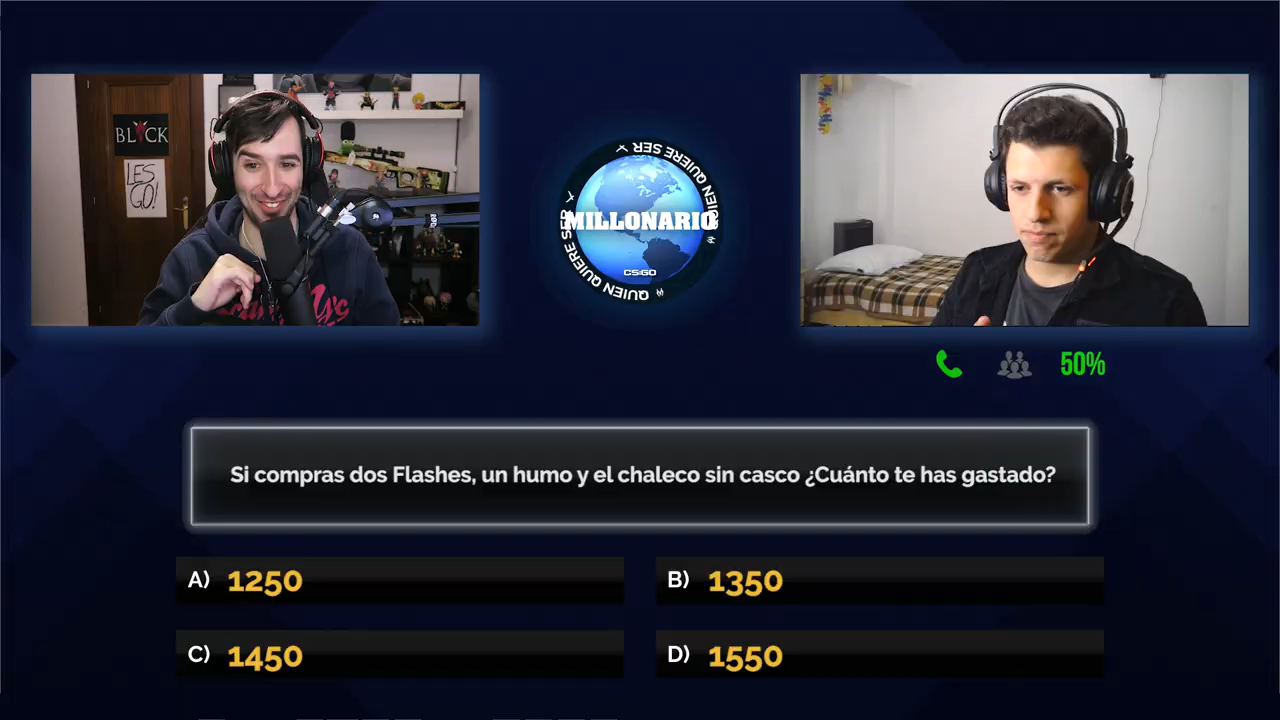 BLACK
LES
GO!
QUIEN QUIERE SER
MILLONARIO
QUIEN QUIERE SER
CS:GO
50%
Si compras dos Flashes, un humo y el chaleco sin casco ¿Cuánto te has gastado?
A) 1250
B) 1350
C) 1450
D) 1550